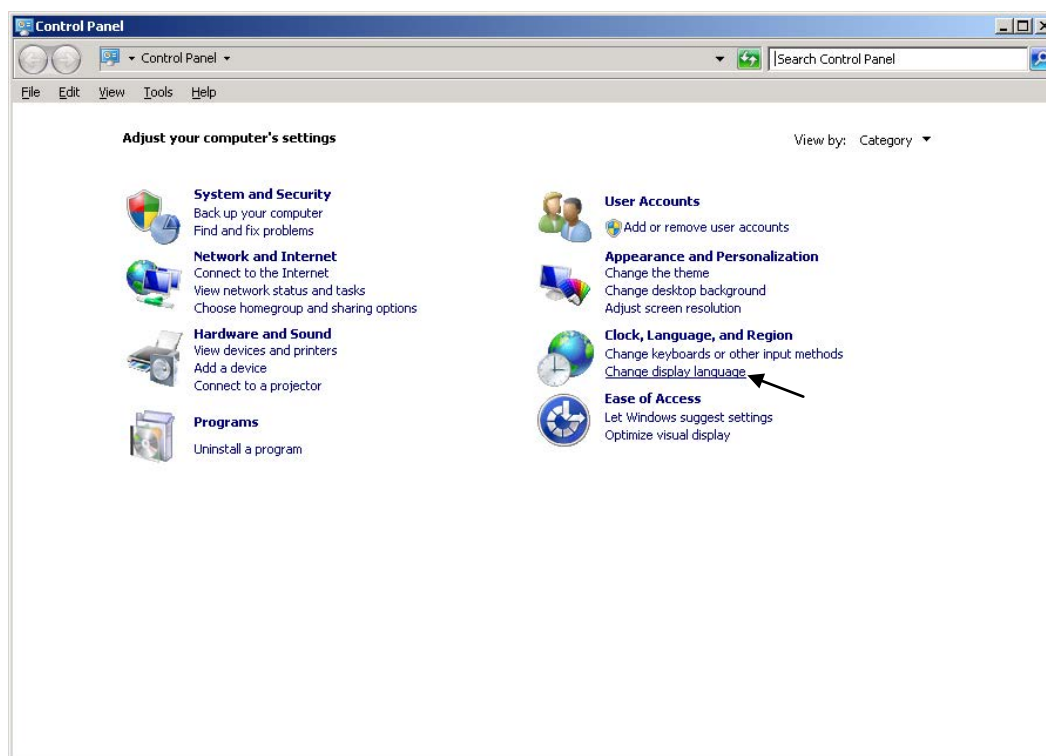 Control Panel
Control Panel
Search Control Panel
File Edit View Tools Help
Adjust your computer's settings
View by: Category
System and Security
Back up your computer
Find and fix problems
Network and Internet
Connect to the Internet
View network status and tasks
Choose homegroup and sharing options
Hardware and Sound
View devices and printers
Add a device
Connect to a projector
Programs
Uninstall a program
User Accounts
Add or remove user accounts
Appearance and Personalization
Change the theme
Change desktop background
Adjust screen resolution
Clock, Language, and Region
Change keyboards or other input methods
Change display language
Ease of Access
Let Windows suggest settings
Optimize visual display